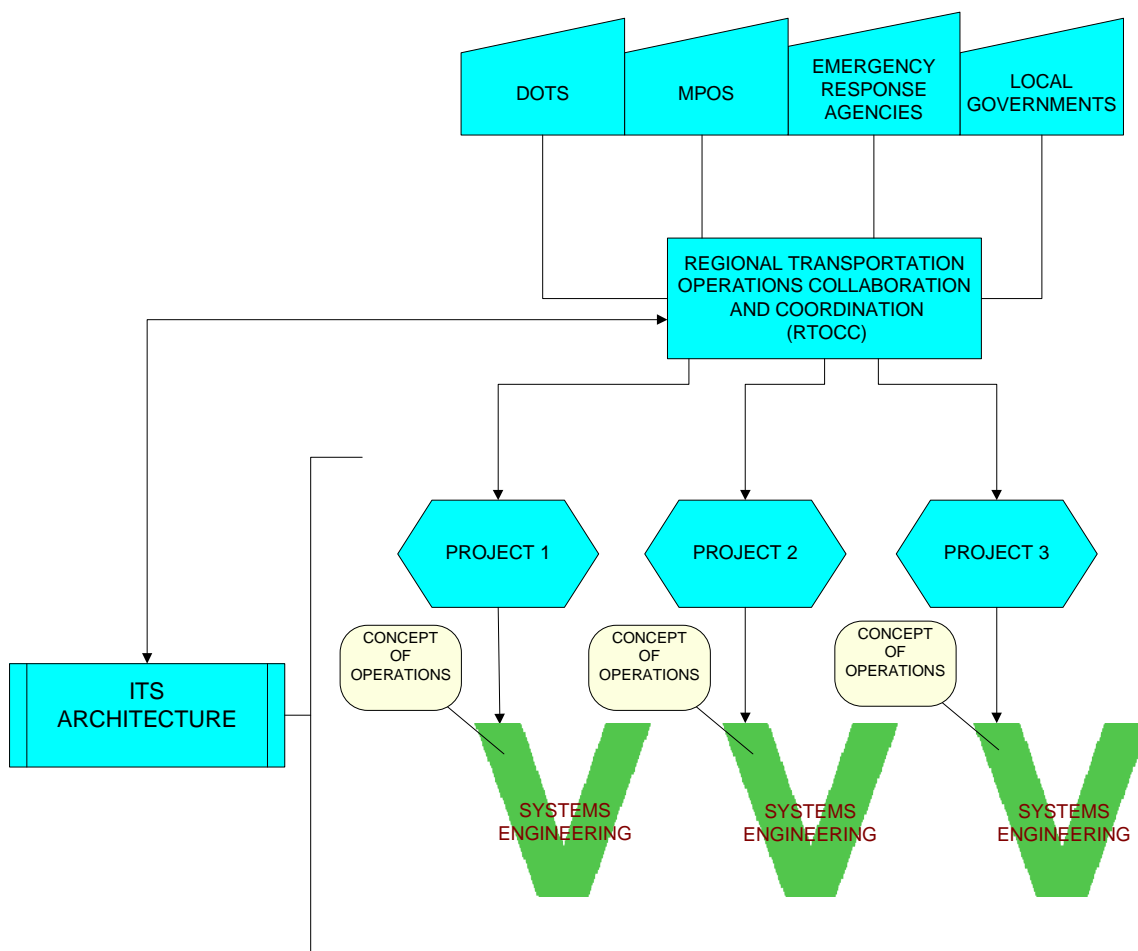 DOTS
MPOS
EMERGENCY
RESPONSE
AGENCIES
LOCAL
GOVERNMENTS
REGIONAL TRANSPORTATION
OPERATIONS COLLABORATION
AND COORDINATION
(RTOCC)
PROJECT 1
PROJECT 2
PROJECT 3
CONCEPT
OF
OPERATIONS
CONCEPT
OF
OPERATIONS
CONCEPT
OF
OPERATIONS
ITS
ARCHITECTURE
SYSTEMS
ENGINEERING
SYSTEMS
ENGINEERING
SYSTEMS
ENGINEERING